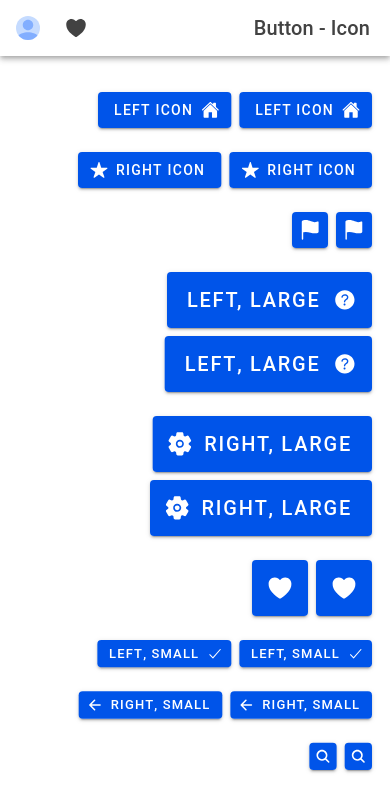 Button - Icon
LEFT ICON LEFT ICON
RIGHT ICON RIGHT ICON
LEFT, LARGE
LEFT, LARGE
RIGHT, LARGE
RIGHT, LARGE
LEFT, SMALL LEFT, SMALL
RIGHT, SMALL RIGHT, SMALL